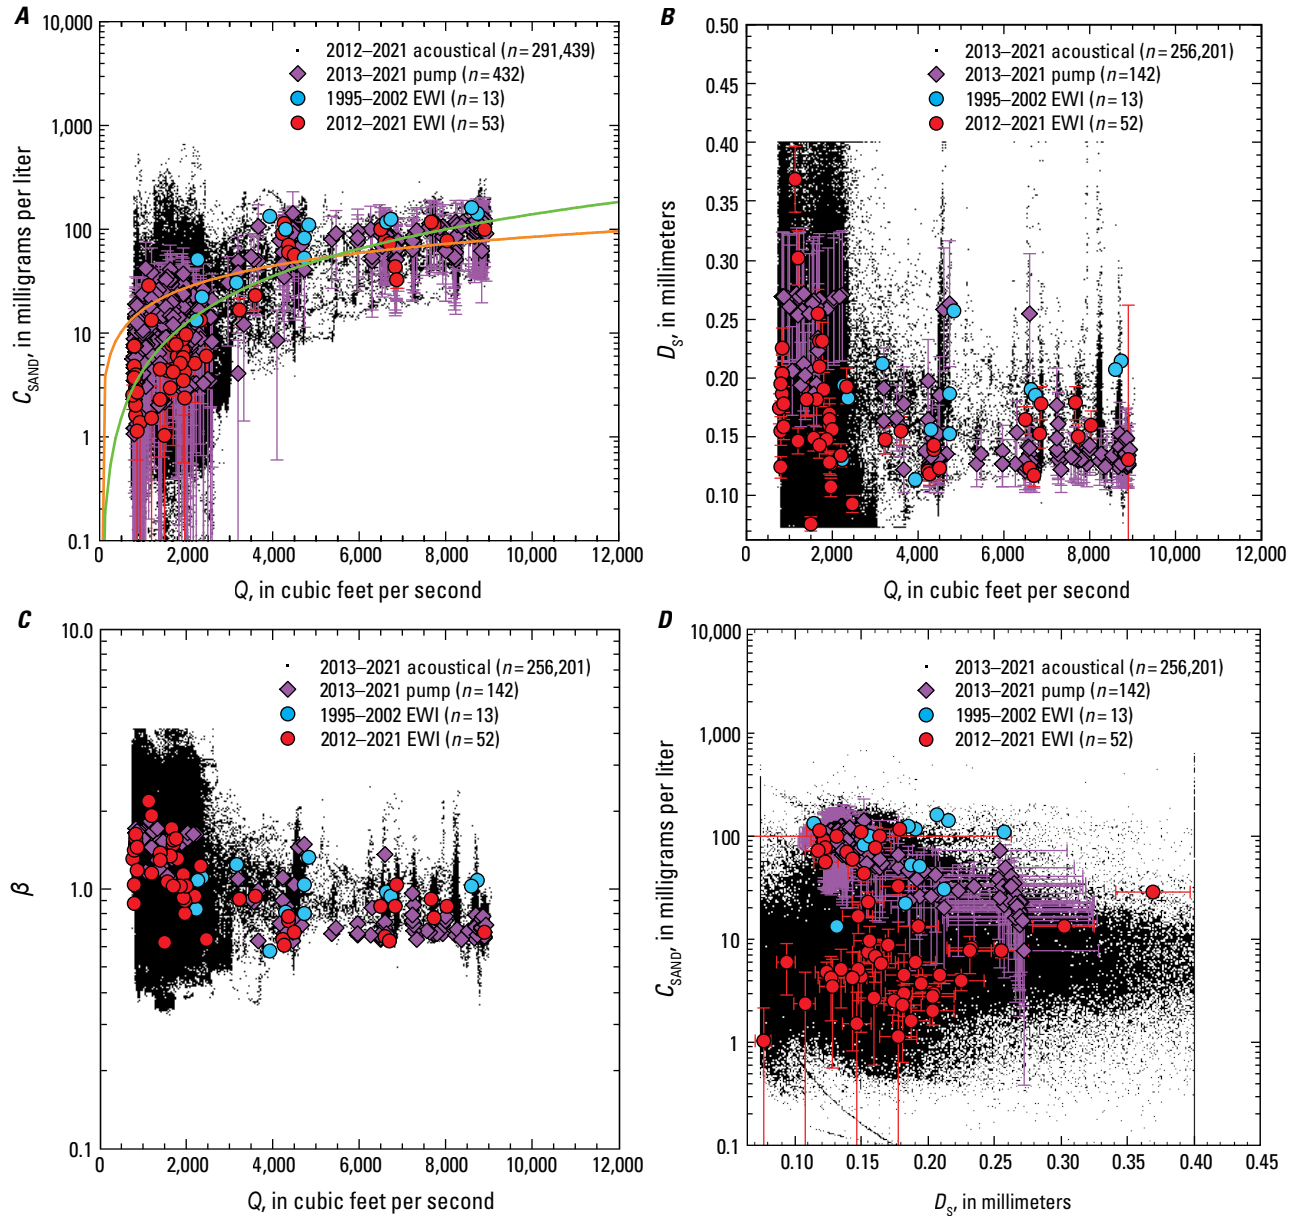 A
10,000
1,000
100
10
1
0.1
C_SAND, in milligrams per liter
2012–2021 acoustical (n=291,439)
2013–2021 pump (n=432)
1995–2002 EWI (n=13)
2012–2021 EWI (n=53)
0 2,000 4,000 6,000 8,000 10,000 12,000
Q, in cubic feet per second
B
0.50
0.45
0.40
0.35
0.30
0.25
0.20
0.15
0.10
D_S, in millimeters
2013–2021 acoustical (n=256,201)
2013–2021 pump (n=142)
1995–2002 EWI (n=13)
2012–2021 EWI (n=52)
0 2,000 4,000 6,000 8,000 10,000 12,000
Q, in cubic feet per second
C
10.0
1.0
0.1
β
2013–2021 acoustical (n=256,201)
2013–2021 pump (n=142)
1995–2002 EWI (n=13)
2012–2021 EWI (n=52)
0 2,000 4,000 6,000 8,000 10,000 12,000
Q, in cubic feet per second
D
10,000
1,000
100
10
1
0.1
C_SAND, in milligrams per liter
2013–2021 acoustical (n=256,201)
2013–2021 pump (n=142)
1995–2002 EWI (n=13)
2012–2021 EWI (n=52)
0.10 0.15 0.20 0.25 0.30 0.35 0.40 0.45
D_S, in millimeters